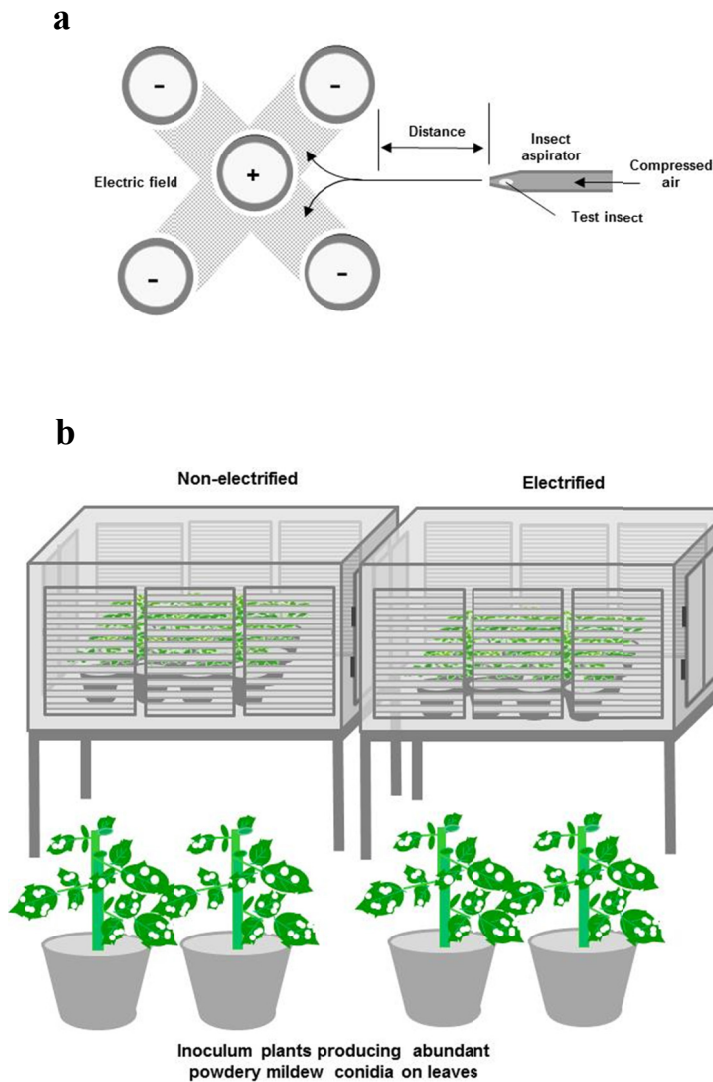 a
- -
Distance
Insect
aspirator
Compressed
air
Electric field
+
Test insect
- -
b
Non-electrified Electrified
Inoculum plants producing abundant
powdery mildew conidia on leaves